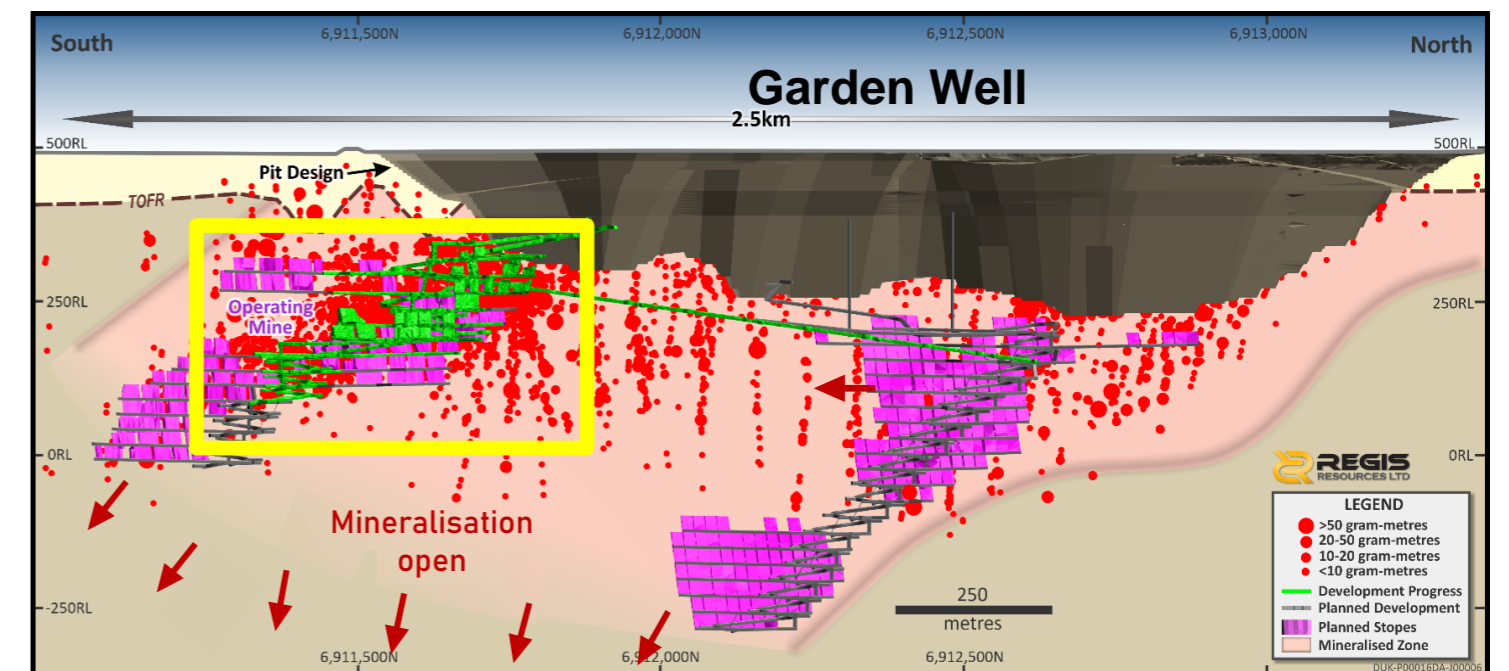 6,911,500N
6,912,000N
6,912,500N
6,913,000N
South
North
Garden Well
2.5km
500RL
500RL
Pit Design
TOFR
250RL
250RL
Operating
Mine
0RL
0RL
REGIS
RESOURCES LTD
Mineralisation
open
LEGEND
>50 gram-metres
20-50 gram-metres
10-20 gram-metres
<10 gram-metres
Development Progress
Planned Development
Planned Stopes
Mineralised Zone
250
metres
-250RL
6,911,500N
6,912,000N
6,912,500N
DUK-P00016DA-J00006